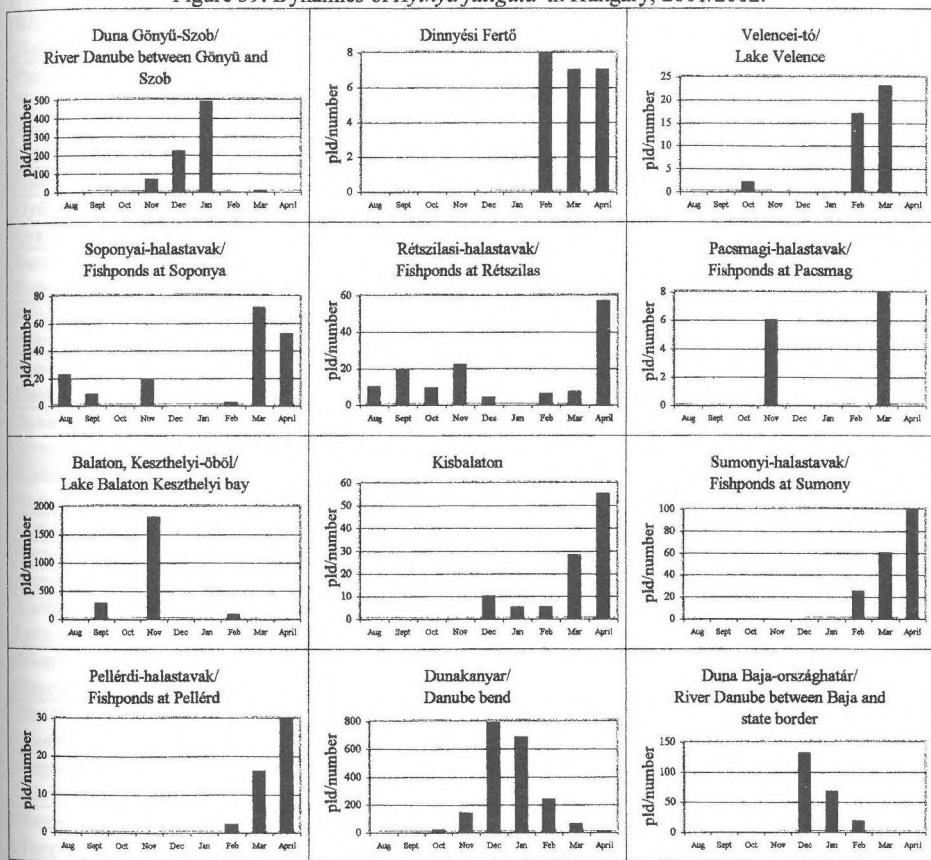 Dynamics of Aythya fuligula in Hungary, 2001/2002.
Duna Gönyű-Szob/
River Danube between Gönyü and
Szob
pld/number
500
400
300
200
100
0
Aug Sept Oct Nov Dec Jan Feb Mar April
Dinnyési Fertő
pld/number
8
6
4
2
0
Aug Sept Oct Nov Dec Jan Feb Mar April
Velencei-tó/
Lake Velence
pld/number
25
20
15
10
5
0
Aug Sept Oct Nov Dec Jan Feb Mar April
Soponyai-halastavak/
Fishponds at Soponya
pld/number
80
60
40
20
0
Aug Sept Oct Nov Dec Jan Feb Mar April
Rétszilasi-halastavak/
Fishponds at Rétszilas
pld/number
60
40
20
0
Aug Sept Oct Nov Des Jan Feb Mar April
Pacsmagi-halastavak/
Fishponds at Pacsmag
pld/number
8
6
4
2
0
Aug Sept Oct Nov Dec Jan Feb Mar April
Balaton, Keszthelyi-öböl/
Lake Balaton Keszthelyi bay
pld/number
2000
1500
1000
500
0
Aug Sept Oct Nov Dec Jan Feb Mar April
Kisbalaton
pld/number
60
50
40
30
20
10
0
Aug Sept Oct Nov Dec Jan Feb Mar April
Sumonyi-halastavak/
Fishponds at Sumony
pld/number
100
80
60
40
20
0
Aug Sept Oct Nov Dec Jan Feb Mar April
Pellérdi-halastavak/
Fishponds at Pellérd
pld/number
30
20
10
0
Aug Sept Oct Nov Dec Jan Feb Mar April
Dunakanyar/
Danube bend
pld/number
800
600
400
200
0
Aug Sept Oct Nov Dec Jan Feb Mar April
Duna Baja-országhatár/
River Danube between Baja and
state border
pld/number
150
100
50
0
Aug Sept Oct Nov Dec Jan Feb Mar April